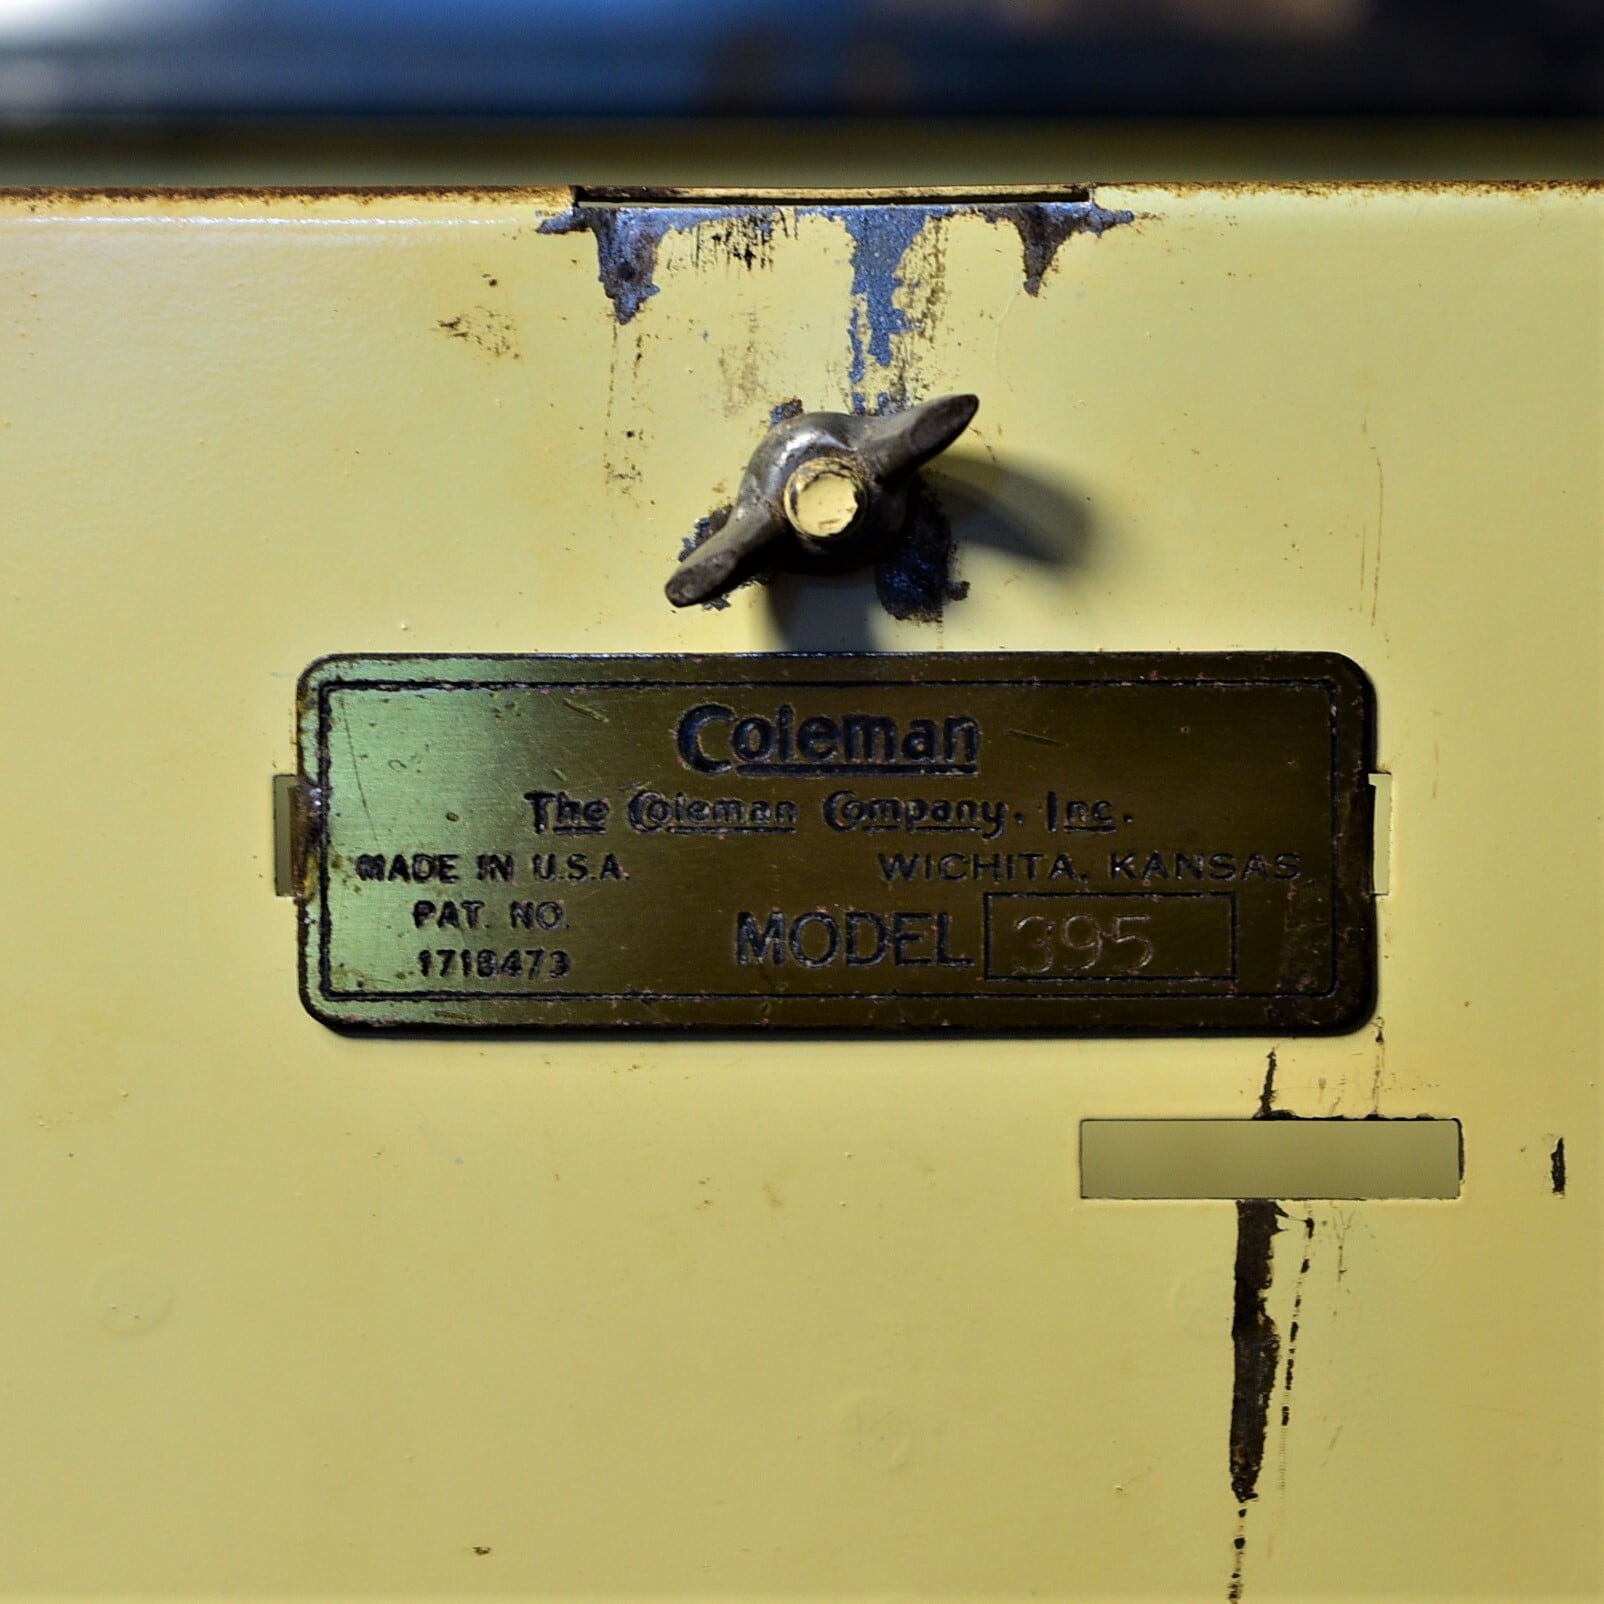 Coleman
The Coleman Company, Inc.
MADE IN U.S.A. WICHITA, KANSAS
PAT. NO. MODEL 395
1718473